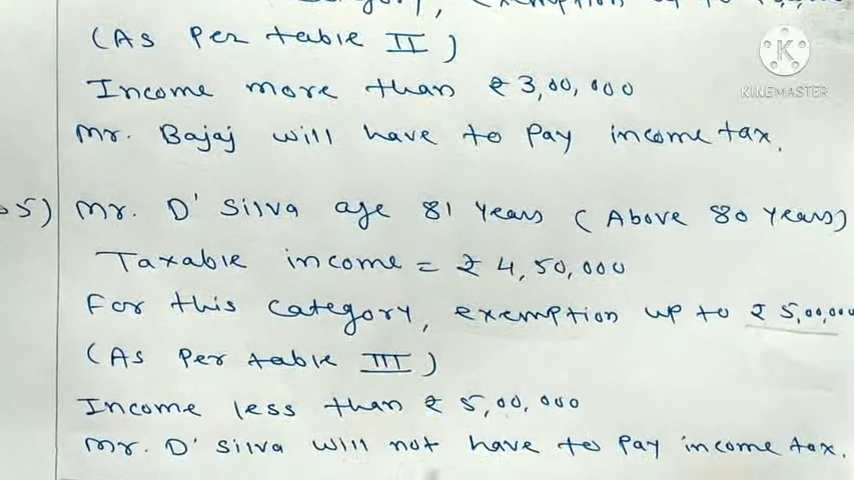 (As per table II)
Income more than ₹ 3,00,000
Mr. Bajaj will have to pay income tax.
5) Mr. D'Silva age 81 years (Above 80 years)
Taxable income = ₹ 4,50,000
For this category, exemption up to ₹ 5,00,000
(As per table III)
Income less than ₹ 5,00,000
Mr. D'Silva will not have to pay income tax.
KINEMASTER